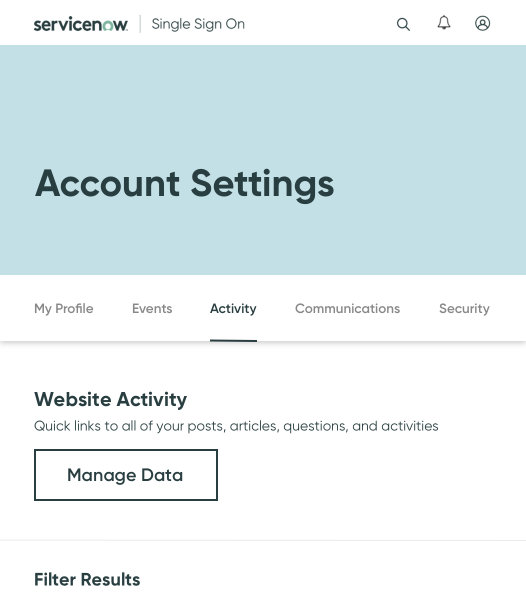 servicenow. Single Sign On
Account Settings
My Profile Events Activity Communications Security
Website Activity
Quick links to all of your posts, articles, questions, and activities
Manage Data
Filter Results